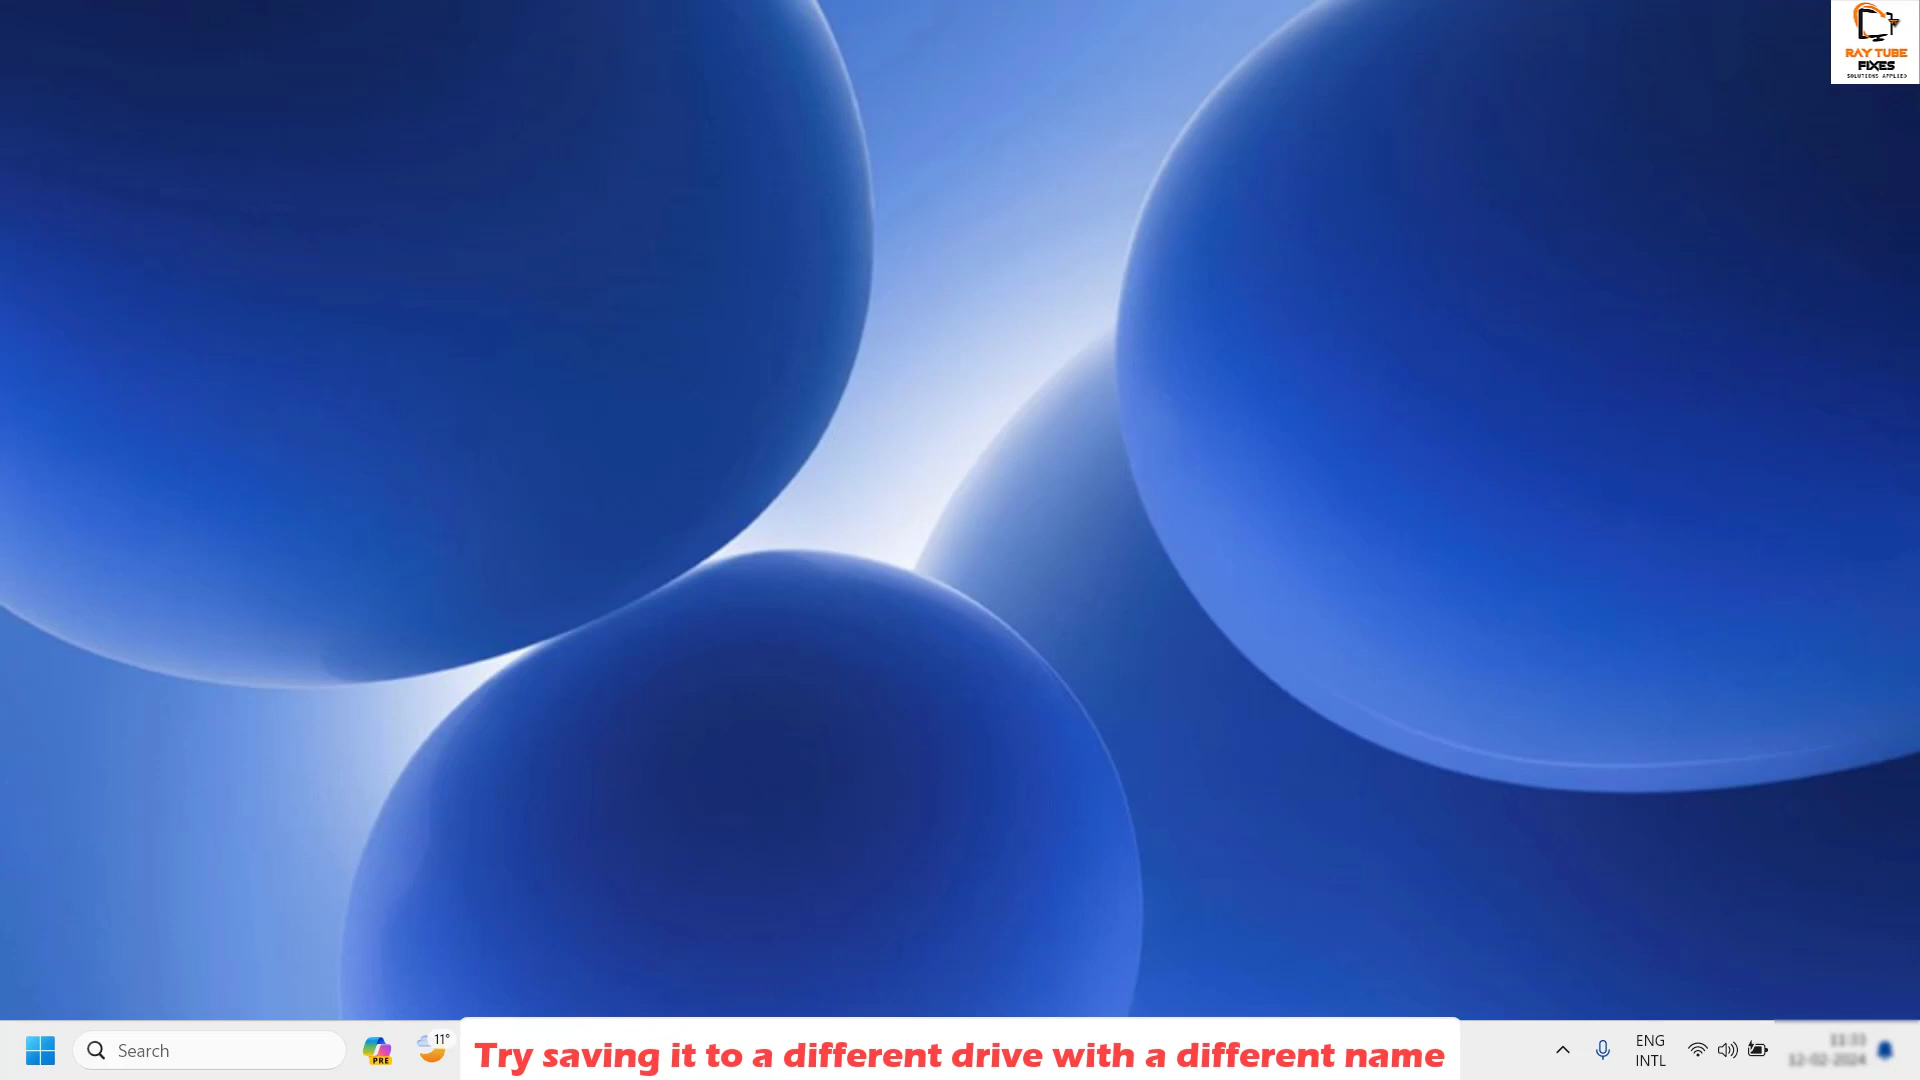 RAY TUBE
FIXES
SOLUTIONS APPLIED
Search
PRE
11°
Try saving it to a different drive with a different name
ENG
INTL
11:33
12-02-2024